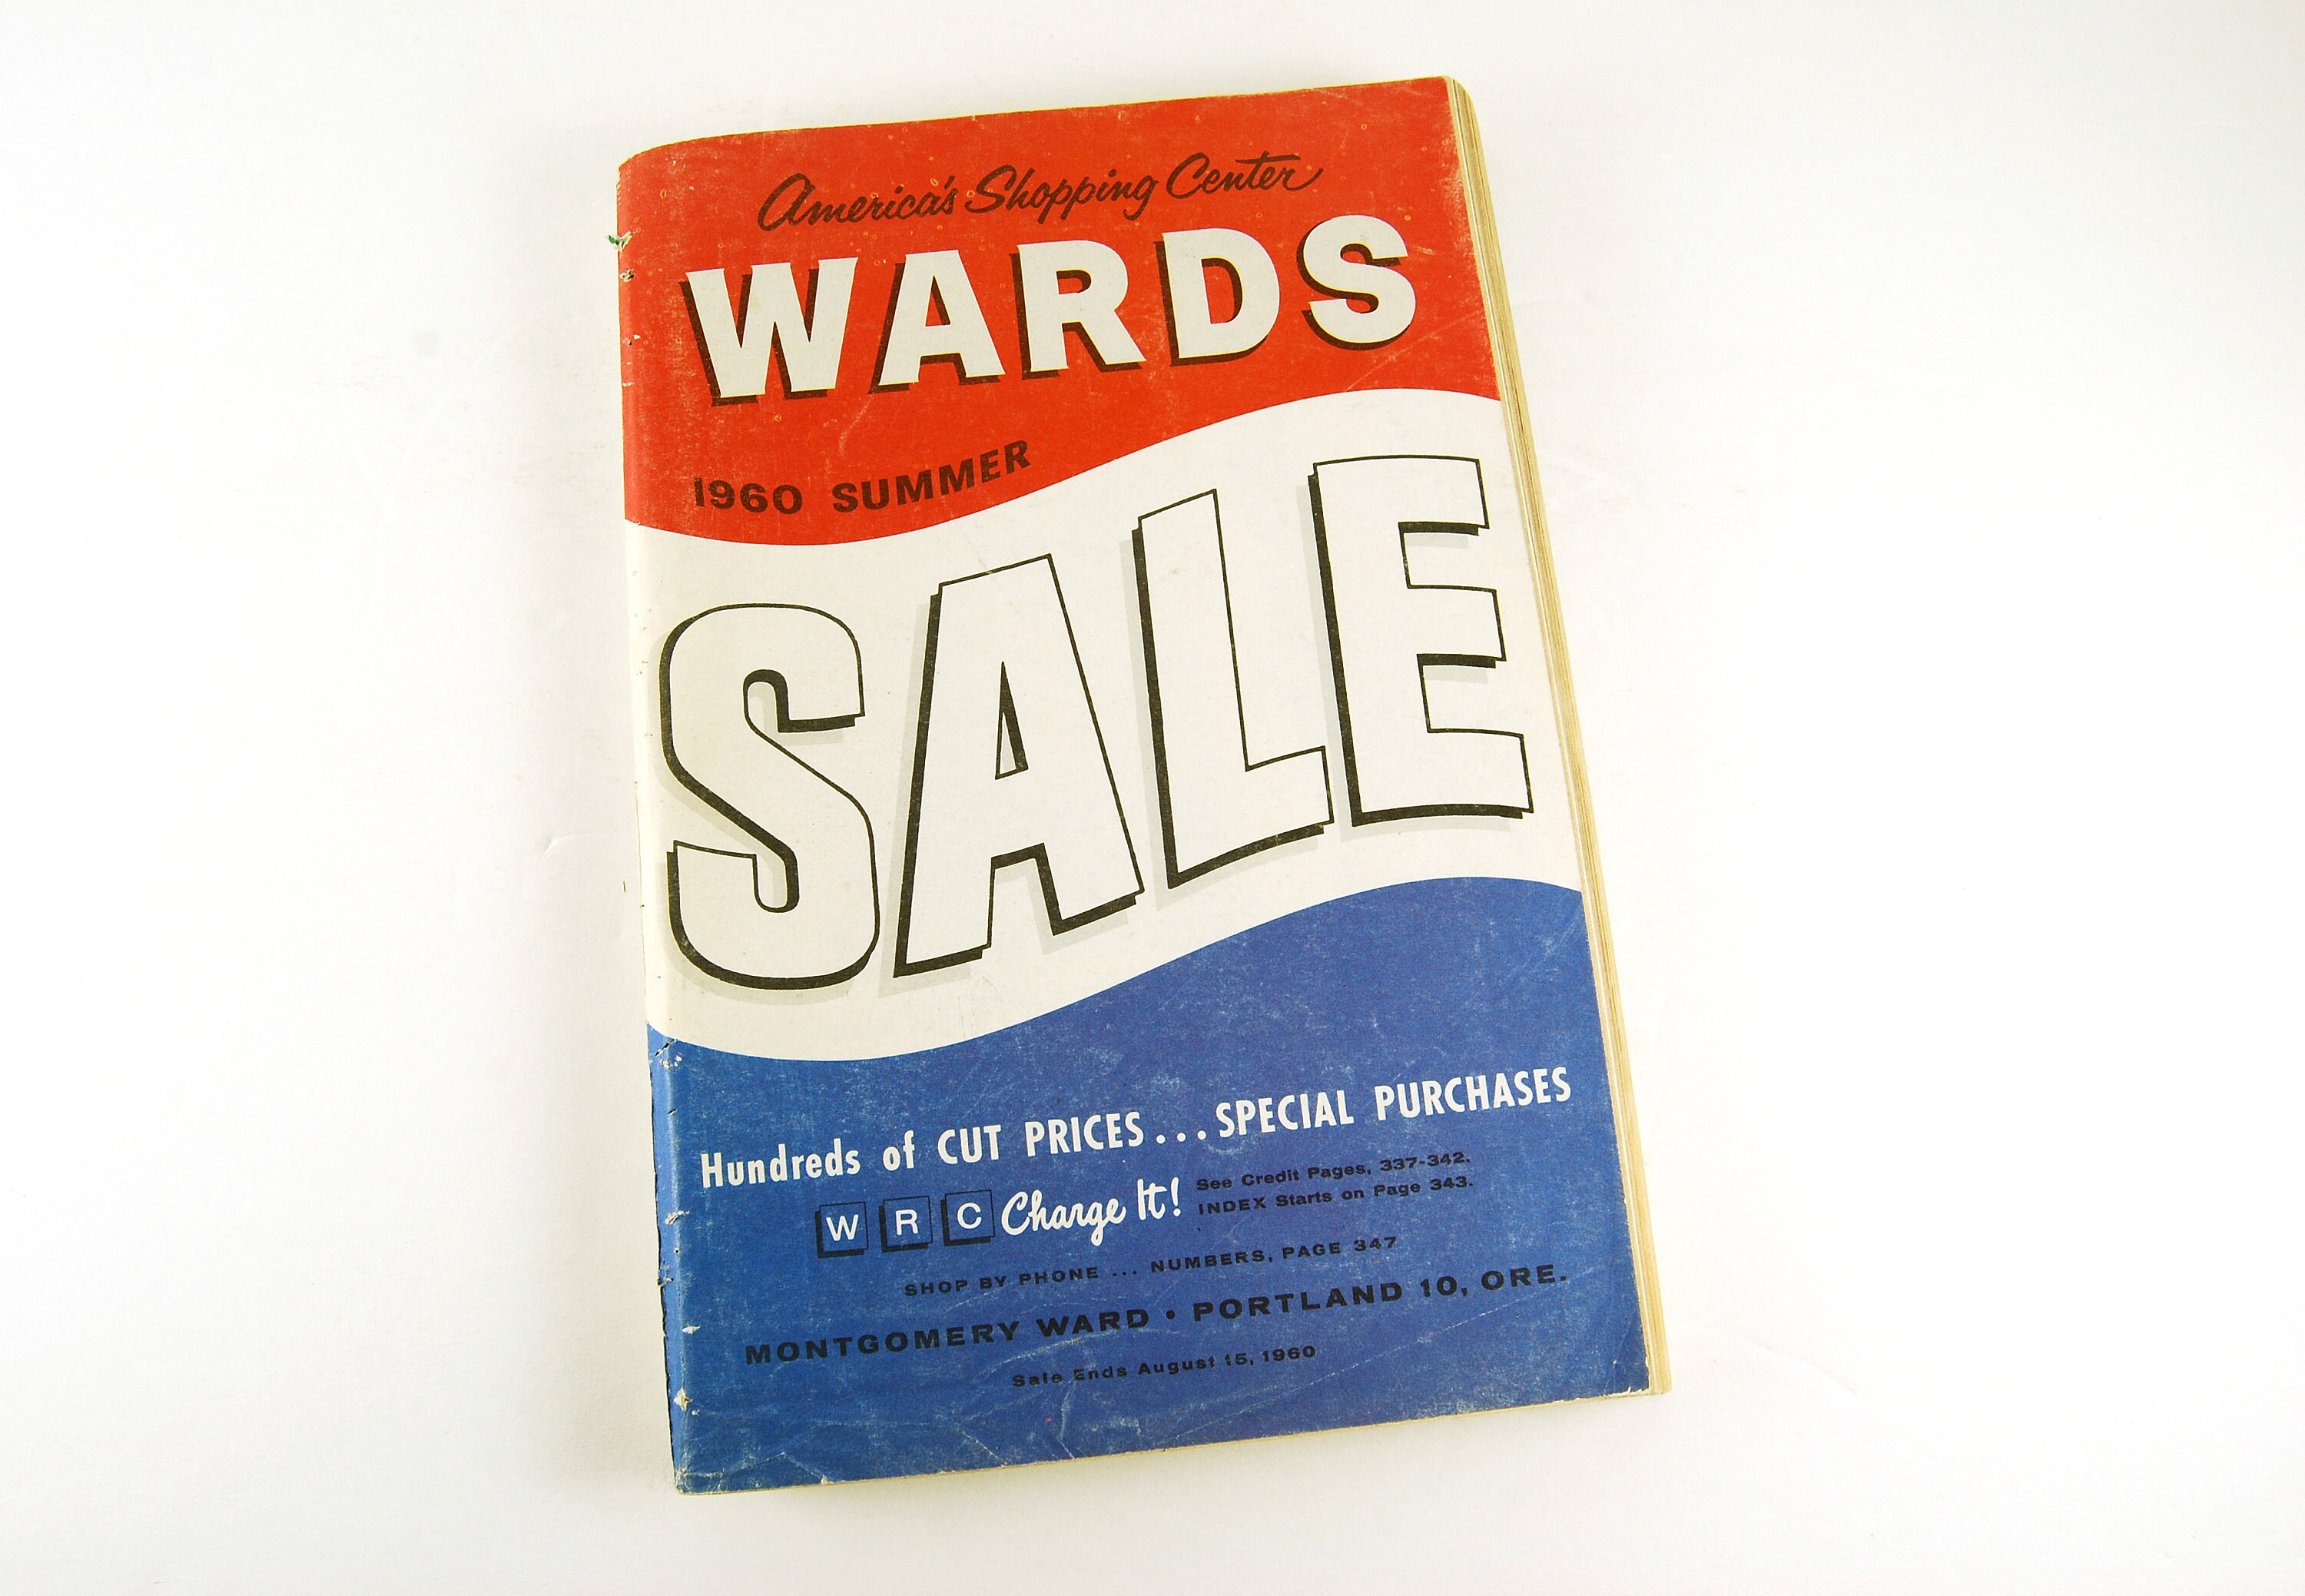 America's Shopping Center
WARDS
1960 SUMMER
SALE
Hundreds of CUT PRICES... SPECIAL PURCHASES
W R C Charge It!
See Credit Pages, 337-342.
INDEX Starts on Page 343.
SHOP BY PHONE ... NUMBERS, PAGE 347
MONTGOMERY WARD • PORTLAND 10, ORE.
Sale Ends August 15, 1960